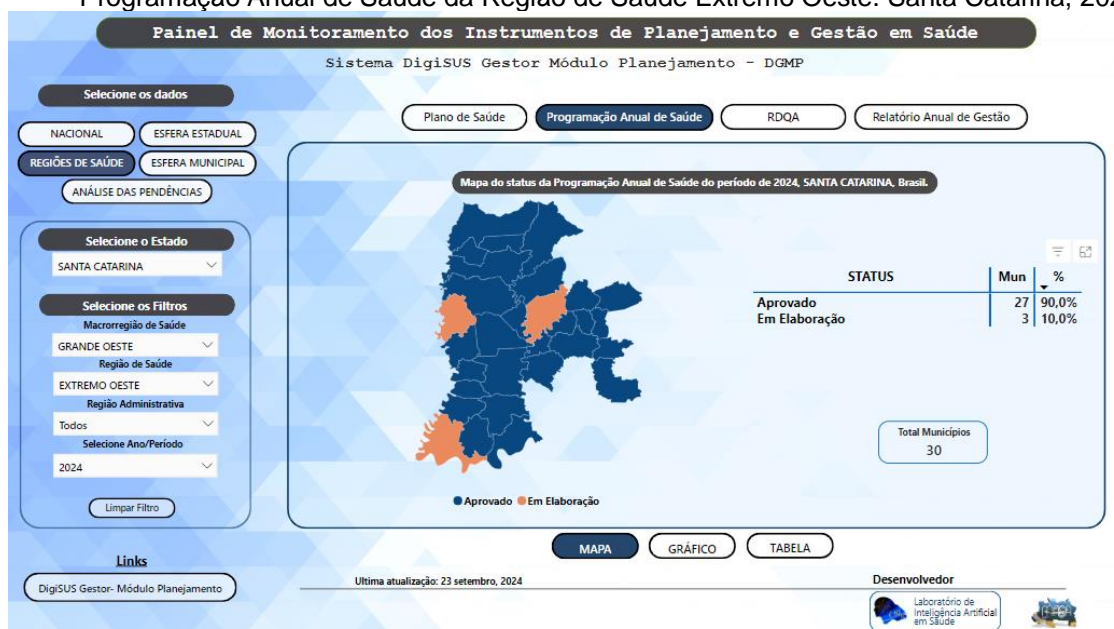 Programação Anual de Saúde da Região de Saúde Extremo Oeste. Santa Catarina,
Painel de Monitoramento dos Instrumentos de Planejamento e Gestão em Saúde
Sistema DigiSUS Gestor Módulo Planejamento - DGMP
Selecione os dados
NACIONAL
ESFERA ESTADUAL
REGIÕES DE SAÚDE
ESFERA MUNICIPAL
ANÁLISE DAS PENDÊNCIAS
Plano de Saúde
Programação Anual de Saúde
RDQA
Relatório Anual de Gestão
Selecione o Estado
SANTA CATARINA
Selecione os Filtros
Macrorregião de Saúde
GRANDE OESTE
Região de Saúde
EXTREMO OESTE
Região Administrativa
Todos
Selecione Ano/Período
2024
Limpar Filtro
Mapa do status da Programação Anual de Saúde do período de 2024, SANTA CATARINA, Brasil.
STATUS Mun %
Aprovado 27 90,0%
Em Elaboração 3 10,0%
Total Municípios
30
Aprovado Em Elaboração
MAPA
GRÁFICO
TABELA
Links
DigiSUS Gestor- Módulo Planejamento
Ultima atualização: 23 setembro, 2024
Desenvolvedor
Laboratório de
Inteligência Artificial
em Saúde